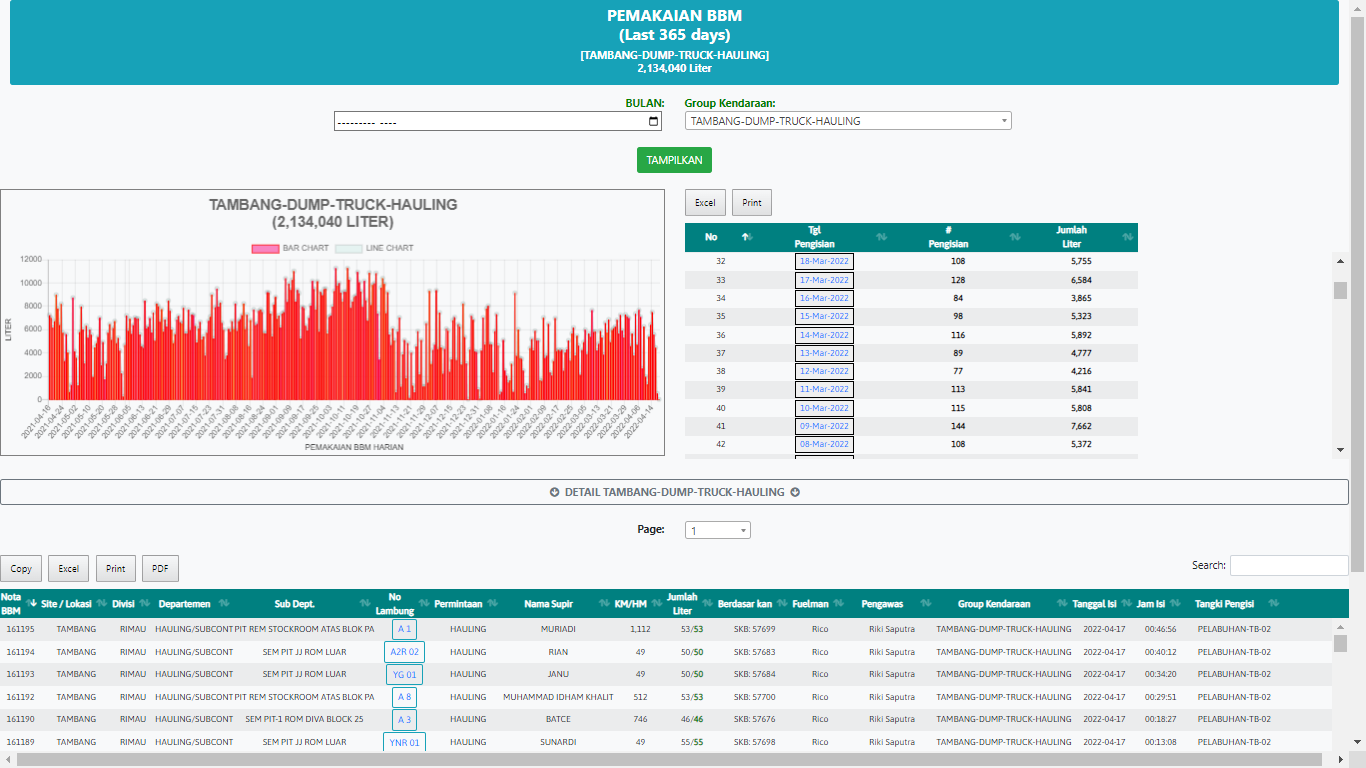 PEMAKAIAN BBM
(Last 365 days)
[TAMBANG-DUMP-TRUCK-HAULING]
2,134,040 Liter
BULAN: Group Kendaraan:
--------- ---- TAMBANG-DUMP-TRUCK-HAULING
TAMPILKAN
TAMBANG-DUMP-TRUCK-HAULING
(2,134,040 LITER)
BAR CHART LINE CHART
LITER
12000
10000
8000
6000
4000
2000
0
2021-04-16 2021-04-24 2021-05-02 2021-05-10 2021-05-20 2021-05-28 2021-06-05 2021-06-13 2021-06-21 2021-06-29 2021-07-07 2021-07-15 2021-07-23 2021-07-31 2021-08-08 2021-08-16 2021-08-24 2021-09-01 2021-09-09 2021-09-17 2021-09-25 2021-10-03 2021-10-11 2021-10-19 2021-10-27 2021-11-04 2021-11-13 2021-11-21 2021-11-29 2021-12-07 2021-12-15 2021-12-23 2021-12-31 2022-01-08 2022-01-16 2022-01-24 2022-02-01 2022-02-09 2022-02-17 2022-02-25 2022-03-05 2022-03-13 2022-03-21 2022-03-29 2022-04-06 2022-04-14
PEMAKAIAN BBM HARIAN
Excel Print
No Tgl Pengisian # Pengisian Jumlah Liter
32 18-Mar-2022 108 5,755
33 17-Mar-2022 128 6,584
34 16-Mar-2022 84 3,865
35 15-Mar-2022 98 5,323
36 14-Mar-2022 116 5,892
37 13-Mar-2022 89 4,777
38 12-Mar-2022 77 4,216
39 11-Mar-2022 113 5,841
40 10-Mar-2022 115 5,808
41 09-Mar-2022 144 7,662
42 08-Mar-2022 108 5,372
DETAIL TAMBANG-DUMP-TRUCK-HAULING
Page: 1
Copy Excel Print PDF Search:
Nota BBM Site / Lokasi Divisi Departemen Sub Dept. No Lambung Permintaan Nama Supir KM/HM Jumlah Liter Berdasar kan Fuelman Pengawas Group Kendaraan Tanggal Isi Jam Isi Tangki Pengisi
161195 TAMBANG RIMAU HAULING/SUBCONT PIT REM STOCKROOM ATAS BLOK PA A 1 HAULING MURIADI 1,112 53/53 SKB: 57699 Rico Riki Saputra TAMBANG-DUMP-TRUCK-HAULING 2022-04-17 00:46:56 PELABUHAN-TB-02
161194 TAMBANG RIMAU HAULING/SUBCONT SEM PIT JJ ROM LUAR A2R 02 HAULING RIAN 49 50/50 SKB: 57683 Rico Riki Saputra TAMBANG-DUMP-TRUCK-HAULING 2022-04-17 00:40:12 PELABUHAN-TB-02
161193 TAMBANG RIMAU HAULING/SUBCONT SEM PIT JJ ROM LUAR YG 01 HAULING JANU 49 50/50 SKB: 57684 Rico Riki Saputra TAMBANG-DUMP-TRUCK-HAULING 2022-04-17 00:34:20 PELABUHAN-TB-02
161192 TAMBANG RIMAU HAULING/SUBCONT PIT REM STOCKROOM ATAS BLOK PA A 8 HAULING MUHAMMAD IDHAM KHALIT 512 53/53 SKB: 57700 Rico Riki Saputra TAMBANG-DUMP-TRUCK-HAULING 2022-04-17 00:29:51 PELABUHAN-TB-02
161190 TAMBANG RIMAU HAULING/SUBCONT SEM PIT-1 ROM DIVA BLOCK 25 A 3 HAULING BATCE 746 46/46 SKB: 57676 Rico Riki Saputra TAMBANG-DUMP-TRUCK-HAULING 2022-04-17 00:18:27 PELABUHAN-TB-02
161189 TAMBANG RIMAU HAULING/SUBCONT SEM PIT JJ ROM LUAR YNR 01 HAULING SUNARDI 49 55/55 SKB: 57698 Rico Riki Saputra TAMBANG-DUMP-TRUCK-HAULING 2022-04-17 00:13:08 PELABUHAN-TB-02